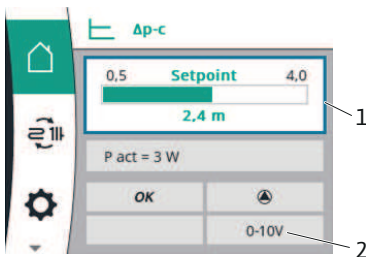 Δp-c
0,5 Setpoint 4,0
2,4 m
1
P act = 3 W
OK
0-10V
2